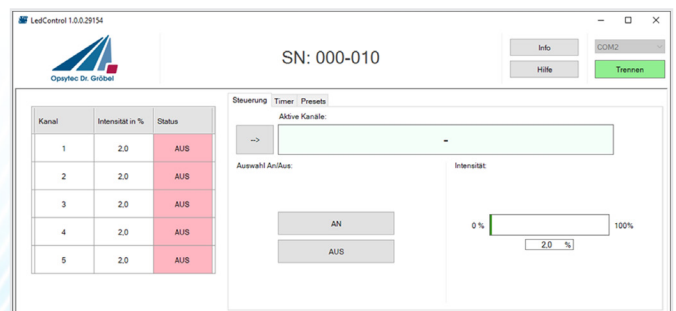 LedControl 1.0.0.29154
Opsytec Dr. Gröbel
SN: 000-010
Info
Hilfe
COM2
Trennen
Kanal Intensität in % Status
1 2,0 AUS
2 2,0 AUS
3 2,0 AUS
4 2,0 AUS
5 2,0 AUS
Steuerung Timer Presets
Aktive Kanäle:
--> -
Auswahl An/Aus:
AN
AUS
Intensität:
0 % 100%
2,0 %